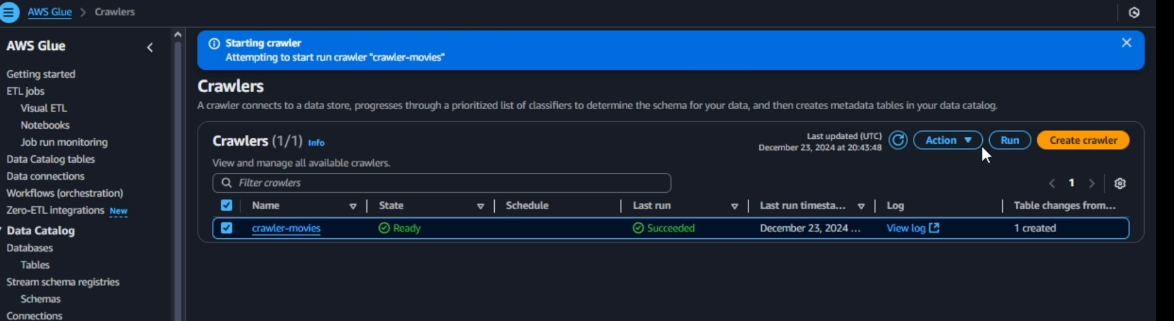 AWS Glue > Crawlers
AWS Glue
Getting started
ETL jobs
Visual ETL
Notebooks
Job run monitoring
Data Catalog tables
Data connections
Workflows (orchestration)
Zero-ETL integrations New
Data Catalog
Databases
Tables
Stream schema registries
Schemas
Connections
Starting crawler
Attempting to start run crawler "crawler-movies"
Crawlers
A crawler connects to a data store, progresses through a prioritized list of classifiers to determine the schema for your data, and then creates metadata tables in your data catalog.
Crawlers (1/1) Info
Last updated (UTC)
December 23, 2024 at 20:43:48
Action Run Create crawler
View and manage all available crawlers.
Filter crawlers
< 1 >
Name State Schedule Last run Last run timesta... Log Table changes from...
crawler-movies Ready Succeeded December 23, 2024 ... View log 1 created